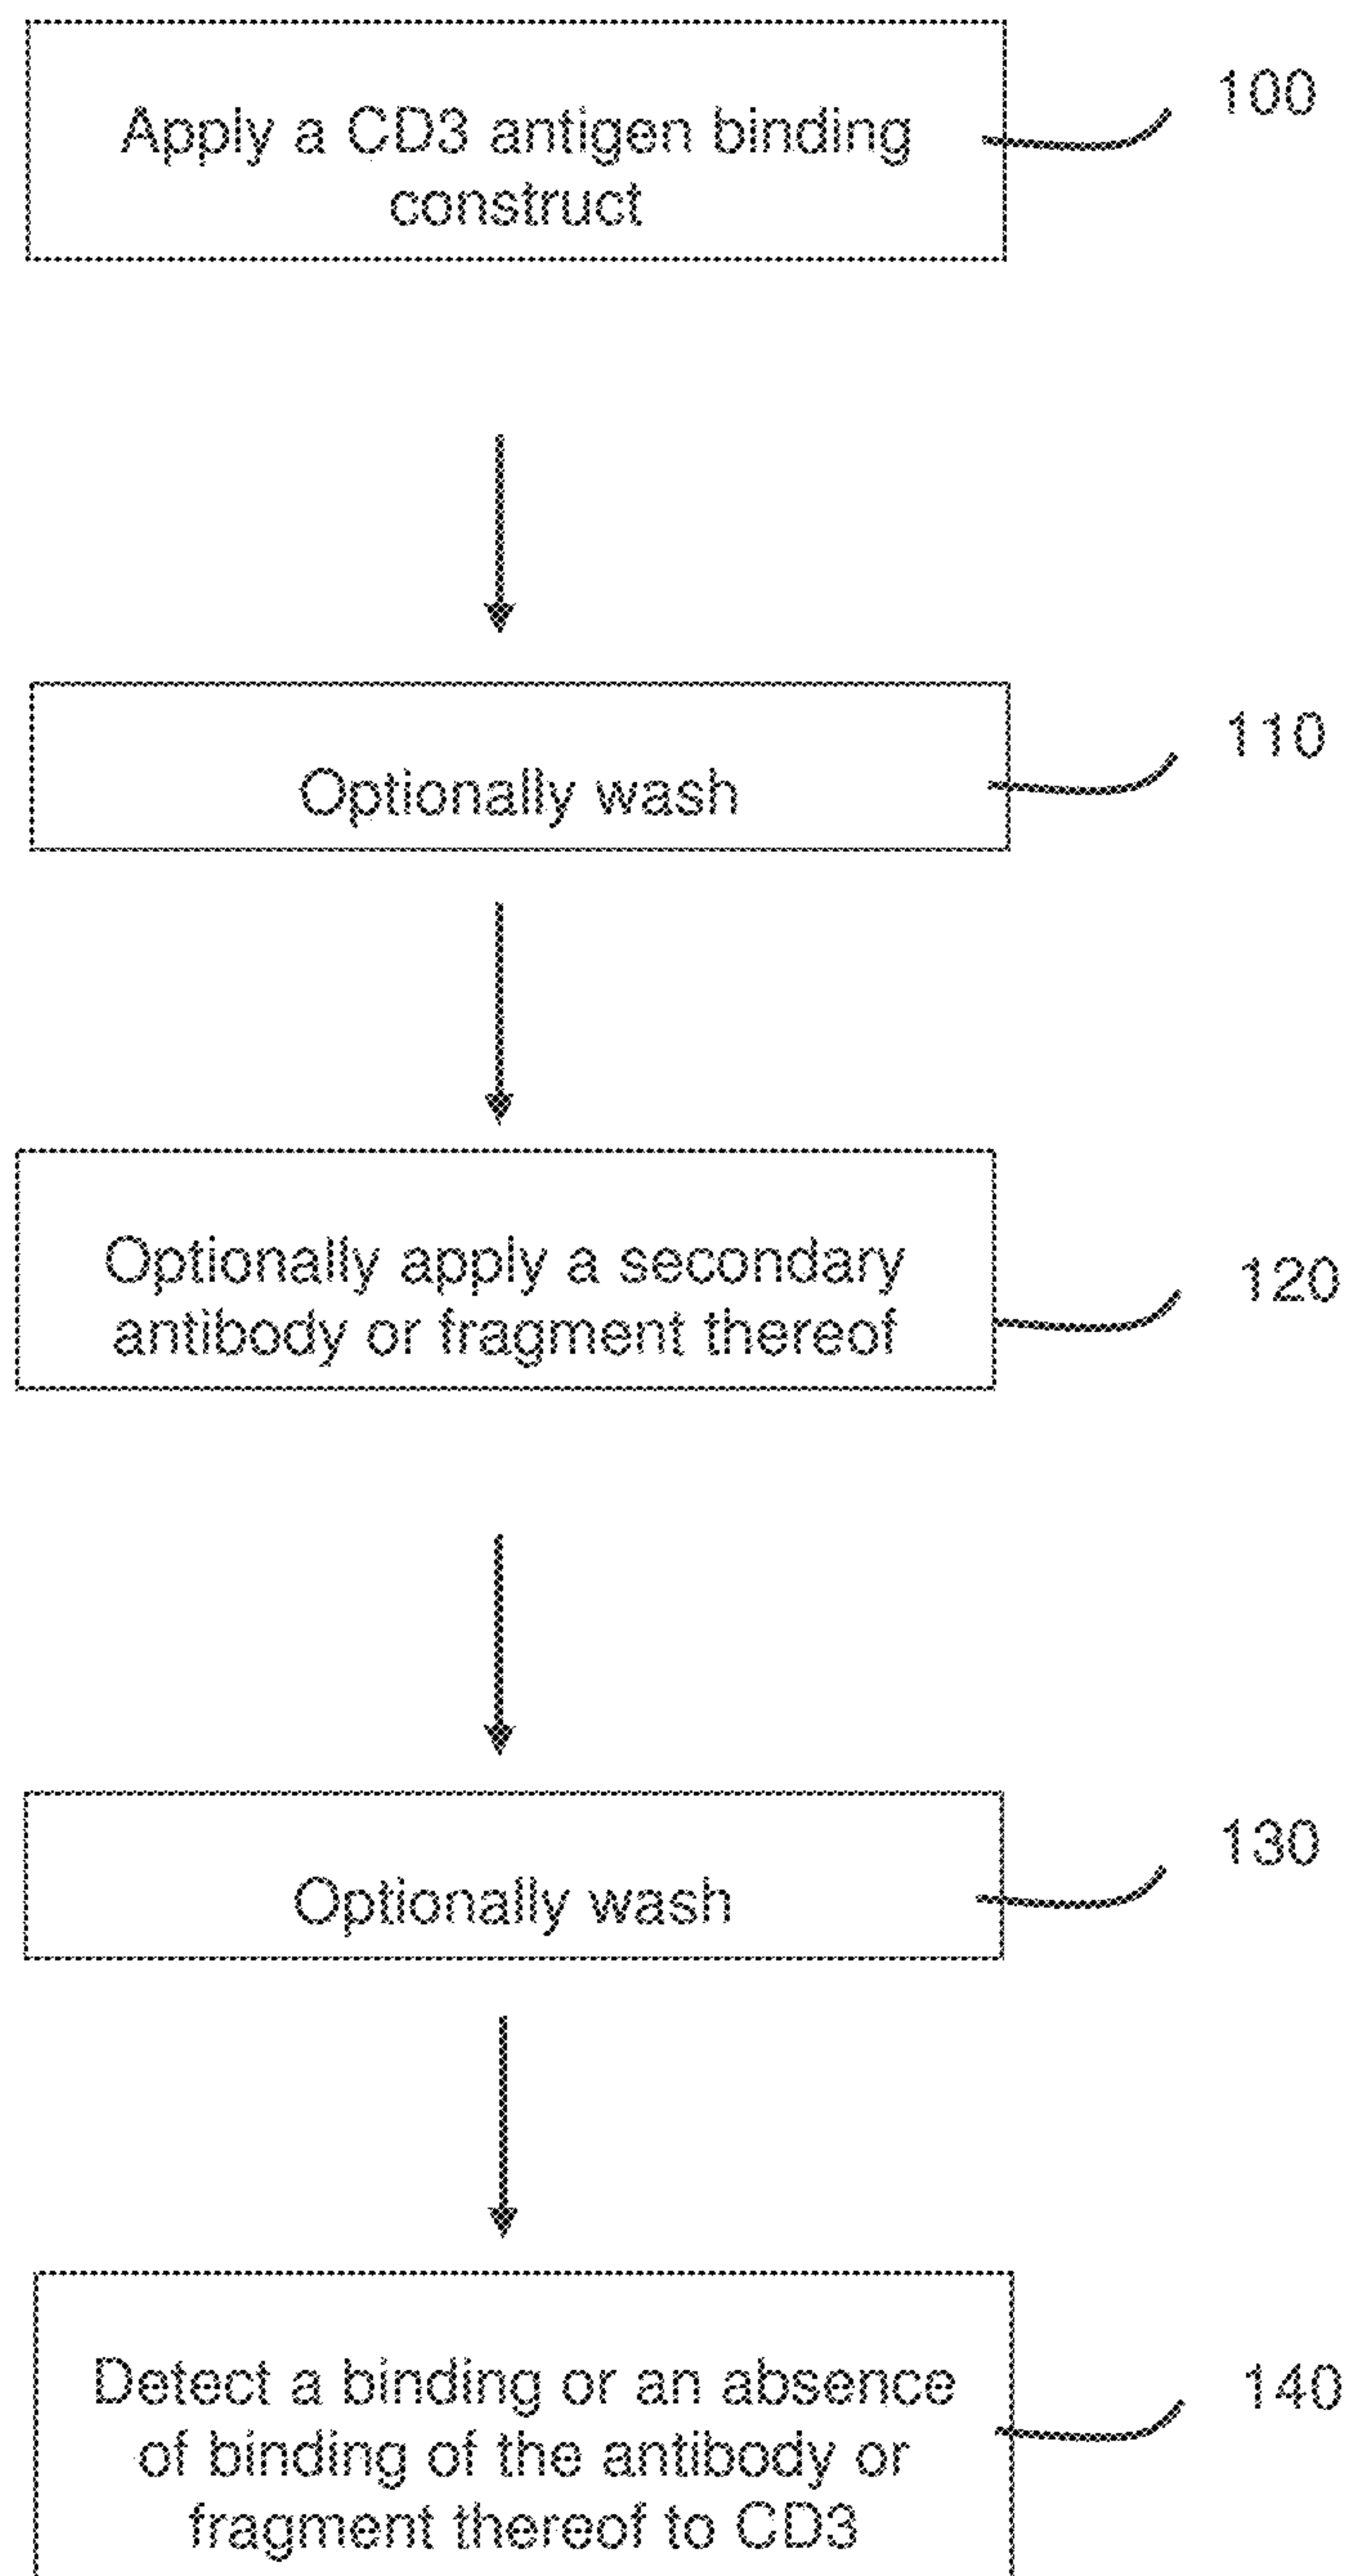 Apply a CD3 antigen binding
construct
100
Optionally wash
110
Optionally apply a secondary
antibody or fragment thereof
120
Optionally wash
130
Detect a binding or an absence
of binding of the antibody or
fragment thereof to CD3
140